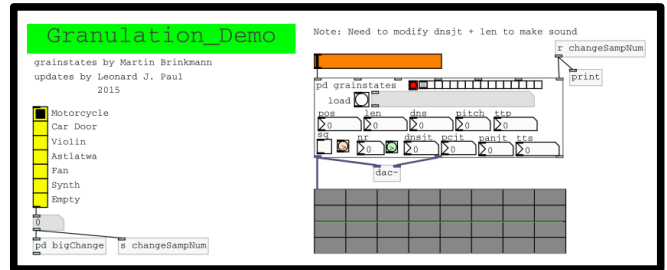 Granulation_Demo
grainstates by Martin Brinkmann
updates by Leonard J. Paul
2015
Motorcycle
Car Door
Violin
Astlatwa
Fan
Synth
Empty
0
pd bigChange
s changeSampNum
Note: Need to modify dnsjt + len to make sound
r changeSampNum
print
pd grainstates
load
pos len dns pitch ttp
0 0 0 0 0
sq nr dnsjt pcjt panjt tts
0 0 0 0 0
dac~